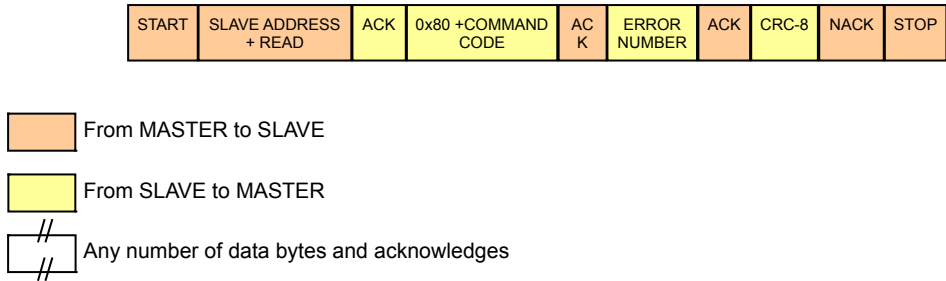 START SLAVE ADDRESS ACK 0x80 +COMMAND AC ERROR ACK CRC-8 NACK STOP
+ READ CODE K NUMBER
From MASTER to SLAVE
From SLAVE to MASTER
Any number of data bytes and acknowledges